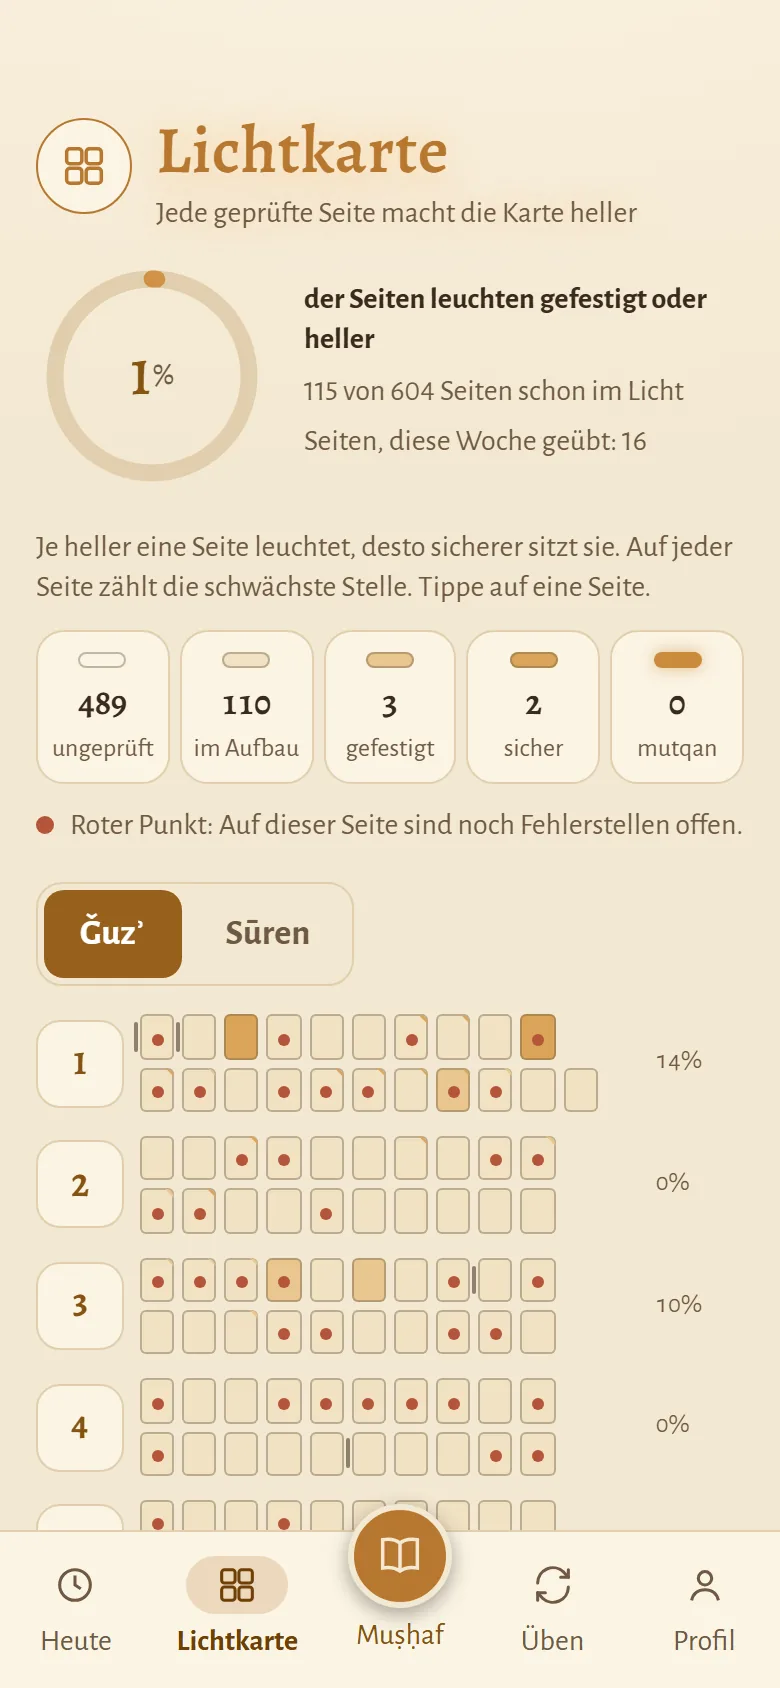 Lichtkarte
Jede geprüfte Seite macht die Karte heller
1%
der Seiten leuchten gefestigt oder
heller
115 von 604 Seiten schon im Licht
Seiten, diese Woche geübt: 16
Je heller eine Seite leuchtet, desto sicherer sitzt sie. Auf jeder
Seite zählt die schwächste Stelle. Tippe auf eine Seite.
489 110 3 2 0
ungeprüft im Aufbau gefestigt sicher mutqan
Roter Punkt: Auf dieser Seite sind noch Fehlerstellen offen.
Ǧuzʾ Sūren
1 14%
2 0%
3 10%
4 0%
Heute Lichtkarte Muṣḥaf Üben Profil